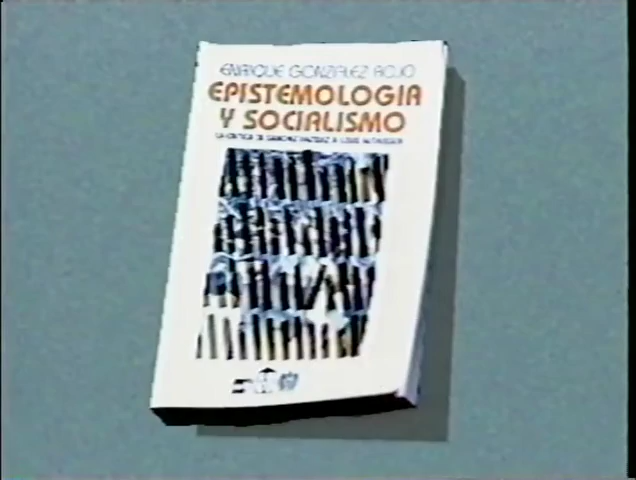 ENRIQUE GONZALEZ ROJO
EPISTEMOLOGIA
Y SOCIALISMO
LA CRITICA DE SANCHEZ VAZQUEZ A LOUIS ALTHUSSER